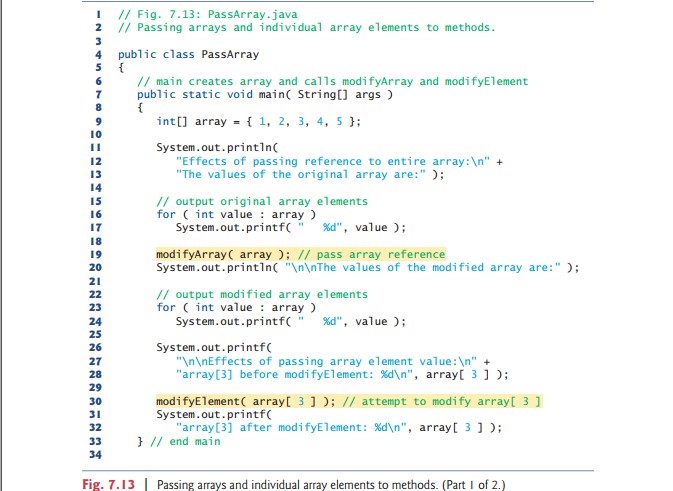 1 // Fig. 7.13: PassArray.java
2 // Passing arrays and individual array elements to methods.
3
4 public class PassArray
5 {
6 // main creates array and calls modifyArray and modifyElement
7 public static void main( String[] args )
8 {
9 int[] array = { 1, 2, 3, 4, 5 };
10
11 System.out.println(
12 "Effects of passing reference to entire array:\n" +
13 "The values of the original array are:" );
14
15 // output original array elements
16 for ( int value : array )
17 System.out.printf( "   %d", value );
18
19 modifyArray( array ); // pass array reference
20 System.out.println( "\n\nThe values of the modified array are:" );
21
22 // output modified array elements
23 for ( int value : array )
24 System.out.printf( "   %d", value );
25
26 System.out.printf(
27 "\n\nEffects of passing array element value:\n" +
28 "array[3] before modifyElement: %d\n", array[ 3 ] );
29
30 modifyElement( array[ 3 ] ); // attempt to modify array[ 3 ]
31 System.out.printf(
32 "array[3] after modifyElement: %d\n", array[ 3 ] );
33 } // end main
34
Fig. 7.13 | Passing arrays and individual array elements to methods. (Part 1 of 2.)